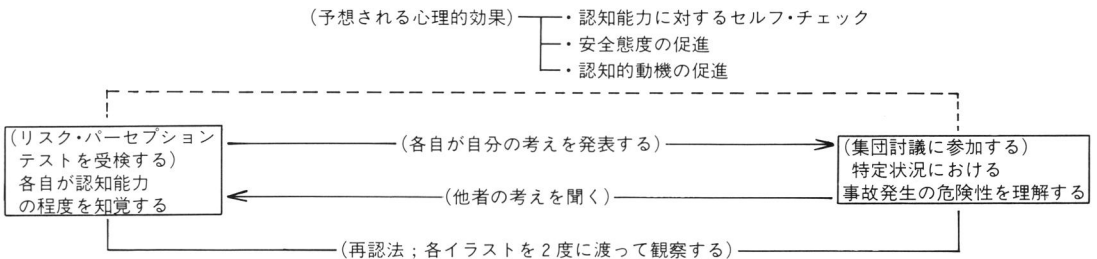 (予想される心理的効果)
・認知能力に対するセルフ・チェック
・安全態度の促進
・認知的動機の促進
(リスク・パーセプション
テストを受検する)
各自が認知能力
の程度を知覚する
(各自が自分の考えを発表する)
(他者の考えを聞く)
(集団討議に参加する)
特定状況における
事故発生の危険性を理解する
(再認法;各イラストを2度に渡って観察する)